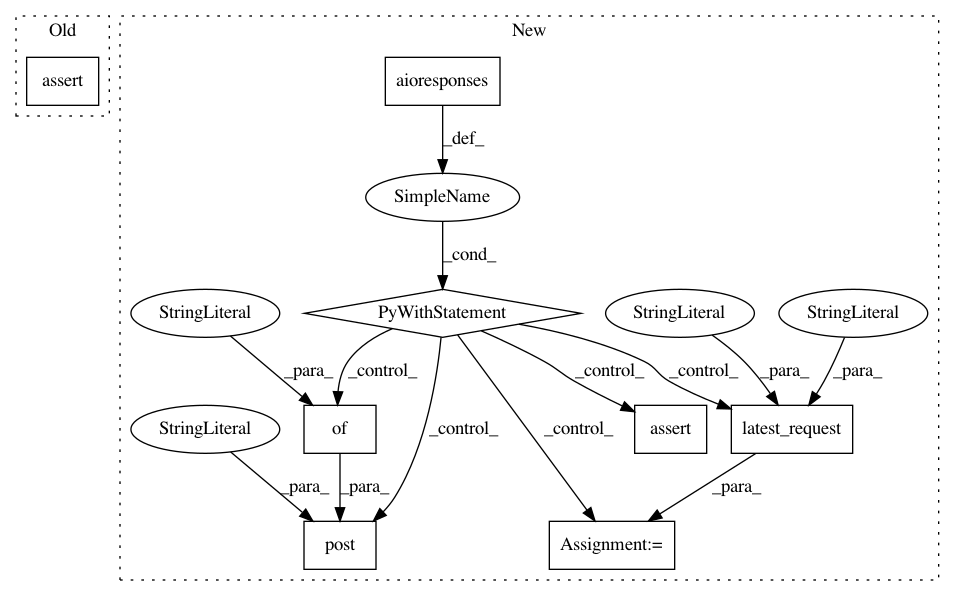 Old
New
assert
aioresponses
_def_
SimpleName
_cond_
StringLiteral
PyWithStatement
StringLiteral
StringLiteral
_para_
_control_
_control_
_control_
_para_
_para_
StringLiteral
of
_control_
_control_
assert
latest_request
_para_
_para_
_para_
post
Assignment:=